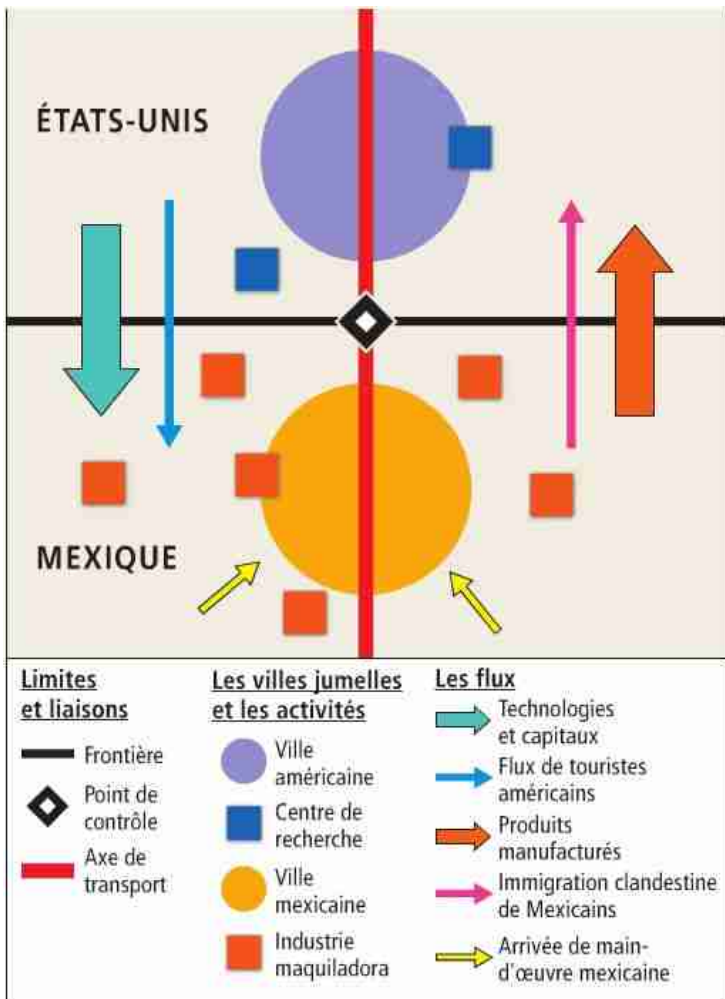 ÉTATS-UNIS
MEXIQUE
Limites
et liaisons
Frontière
Point de
contrôle
Axe de
transport
Les villes jumelles
et les activités
Ville
américaine
Centre de
recherche
Ville
mexicaine
Industrie
maquiladora
Les flux
Technologies
et capitaux
Flux de touristes
américains
Produits
manufacturés
Immigration clandestine
de Mexicains
Arrivée de main-
d'œuvre mexicaine